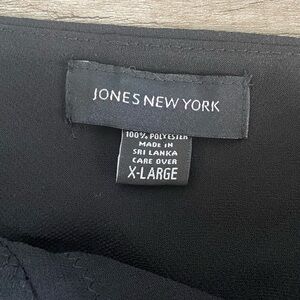 JONES NEW YORK
100% POLYESTER
MADE IN
SRI LANKA
CARE OVER
X-LARGE